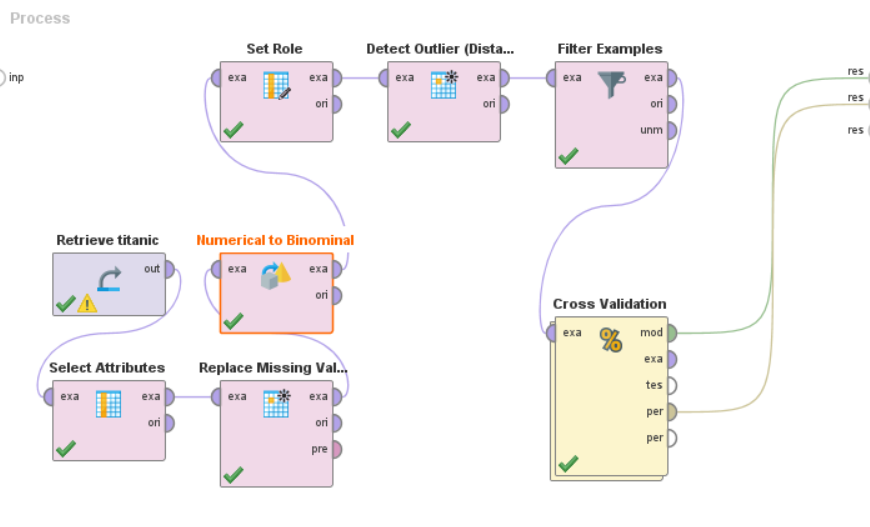 Process
inp
Set Role
exa
exa
ori
Detect Outlier (Dista...
exa
exa
ori
Filter Examples
exa
exa
ori
unm
res
res
res
Retrieve titanic
out
Numerical to Binominal
exa
exa
ori
Select Attributes
exa
exa
ori
Replace Missing Val...
exa
exa
ori
pre
Cross Validation
exa
mod
exa
tes
per
per